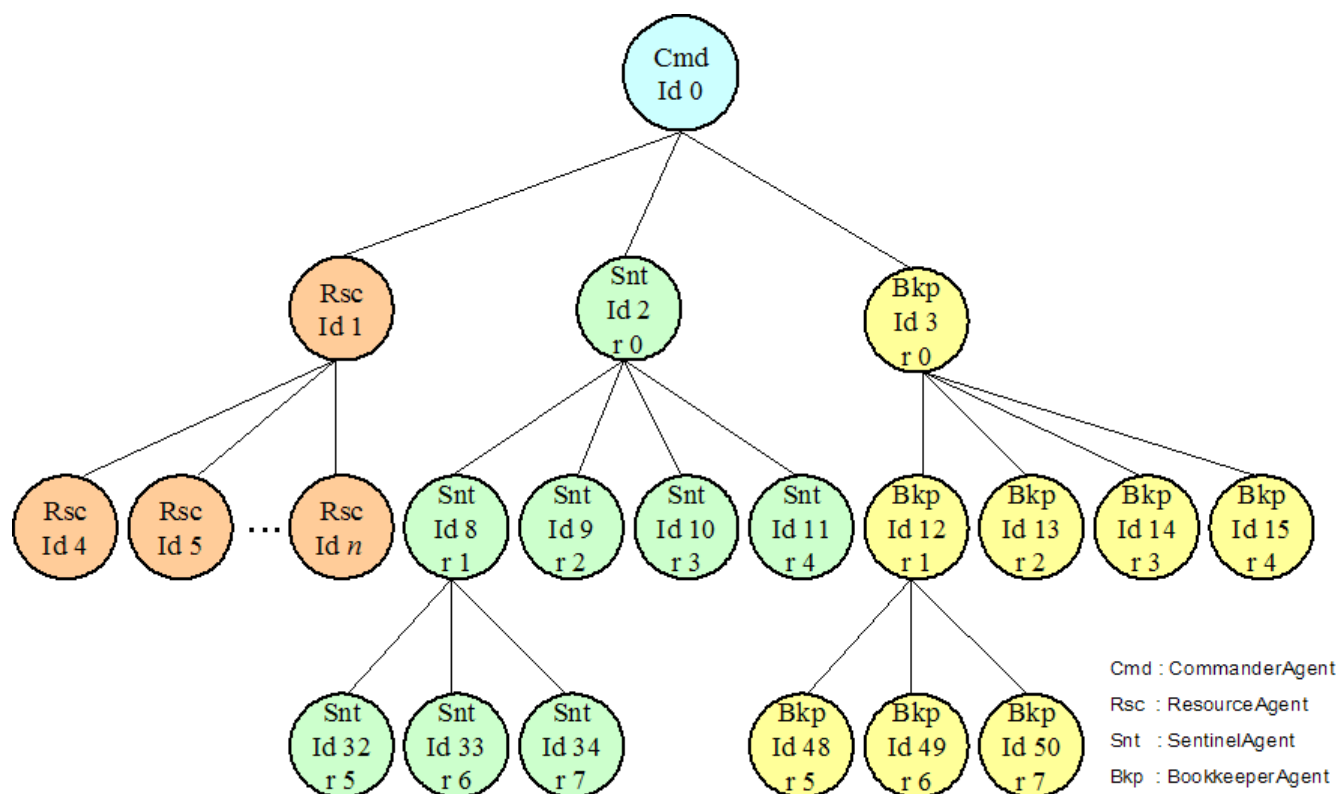 Cmd
Id 0
Rsc
Id 1
Snt
Id 2
r 0
Bkp
Id 3
r 0
Rsc
Id 4
Rsc
Id 5
...
Rsc
Id n
Snt
Id 8
r 1
Snt
Id 9
r 2
Snt
Id 10
r 3
Snt
Id 11
r 4
Bkp
Id 12
r 1
Bkp
Id 13
r 2
Bkp
Id 14
r 3
Bkp
Id 15
r 4
Snt
Id 32
r 5
Snt
Id 33
r 6
Snt
Id 34
r 7
Bkp
Id 48
r 5
Bkp
Id 49
r 6
Bkp
Id 50
r 7
Cmd : CommanderAgent
Rsc : ResourceAgent
Snt : SentinelAgent
Bkp : BookkeeperAgent